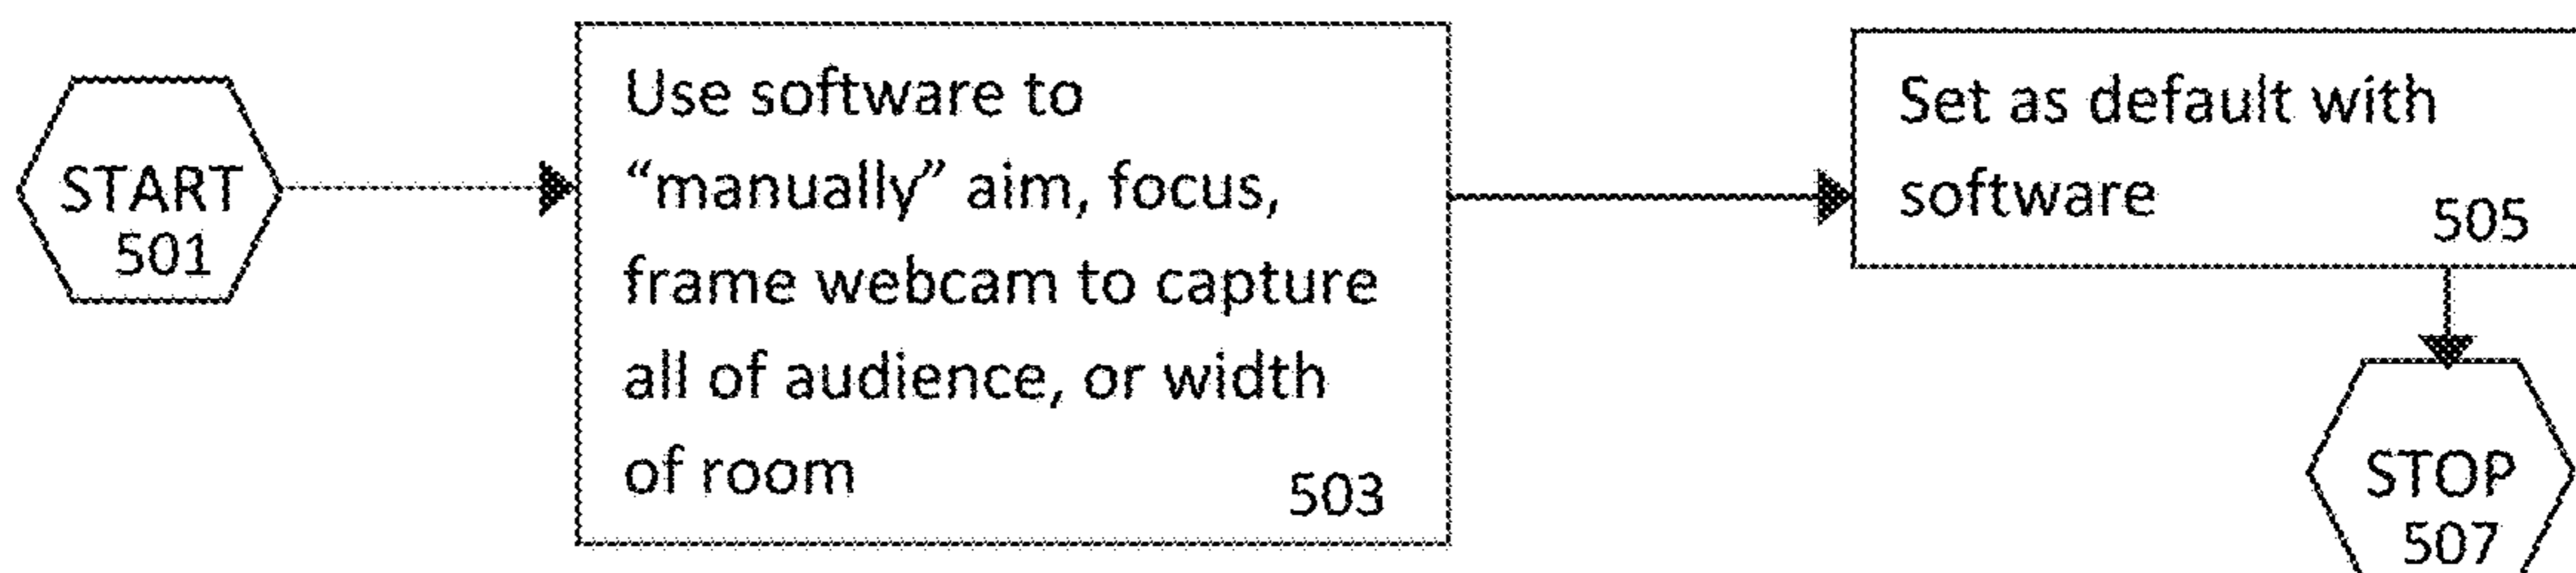 START
501
Use software to
“manually” aim, focus,
frame webcam to capture
all of audience, or width
of room
503
Set as default with
software
505
STOP
507